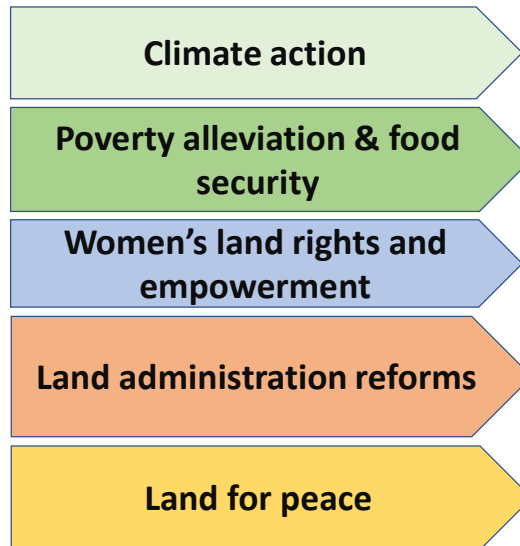 Climate action
Poverty alleviation & food
security
Women’s land rights and
empowerment
Land administration reforms
Land for peace